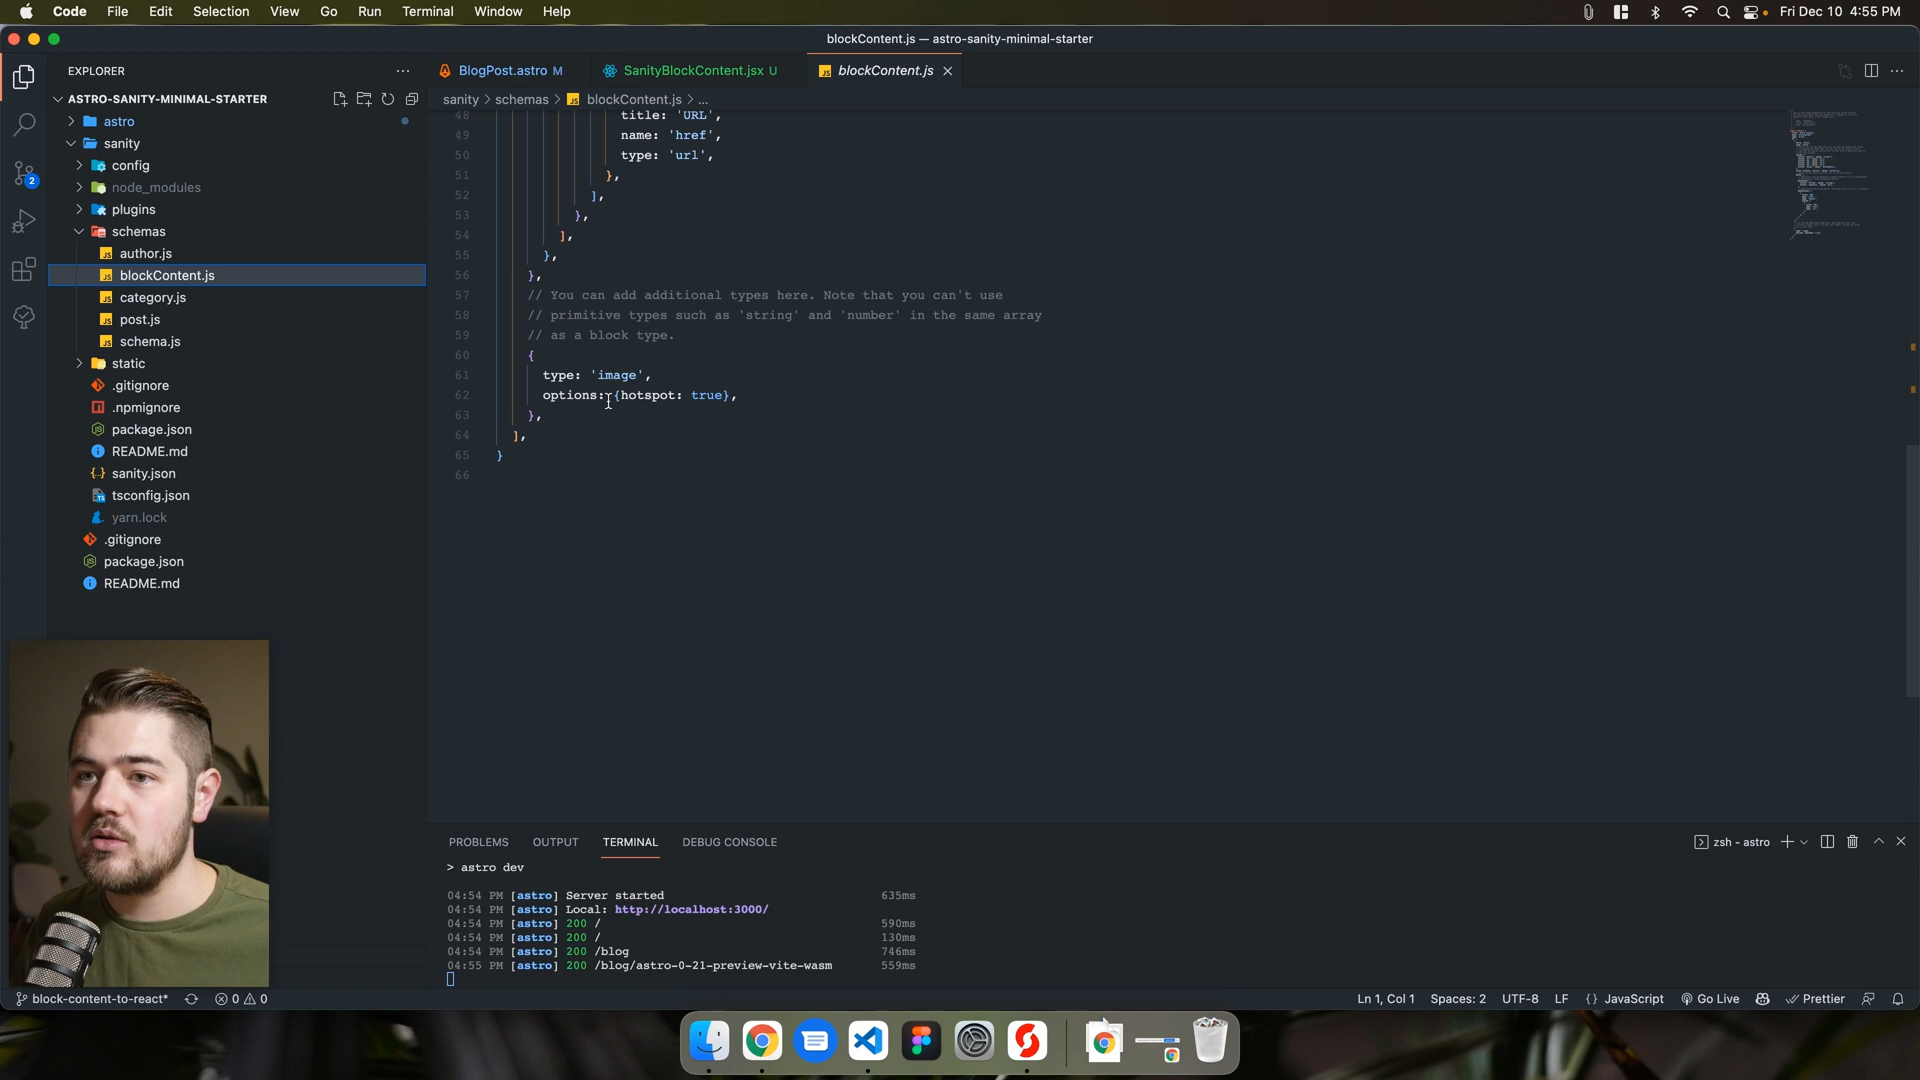 Code File Edit Selection View Go Run Terminal Window Help Fri Dec 10 4:55 PM
blockContent.js — astro-sanity-minimal-starter
EXPLORER
ASTRO-SANITY-MINIMAL-STARTER
astro
sanity
config
node_modules
plugins
schemas
author.js
blockContent.js
category.js
post.js
schema.js
static
.gitignore
.npmignore
package.json
README.md
sanity.json
tsconfig.json
yarn.lock
.gitignore
package.json
README.md
2
BlogPost.astro M SanityBlockContent.jsx U blockContent.js
sanity > schemas > blockContent.js > ...
48 title: 'URL',
49 name: 'href',
50 type: 'url',
51 },
52 ],
53 },
54 ],
55 },
56 },
57 // You can add additional types here. Note that you can't use
58 // primitive types such as 'string' and 'number' in the same array
59 // as a block type.
60 {
61 type: 'image',
62 options: {hotspot: true},
63 },
64 ],
65 }
66
PROBLEMS OUTPUT TERMINAL DEBUG CONSOLE zsh - astro
> astro dev
04:54 PM [astro] Server started 635ms
04:54 PM [astro] Local: http://localhost:3000/
04:54 PM [astro] 200 / 590ms
04:54 PM [astro] 200 / 130ms
04:54 PM [astro] 200 /blog 746ms
04:55 PM [astro] 200 /blog/astro-0-21-preview-vite-wasm 559ms
block-content-to-react* 0 0 Ln 1, Col 1 Spaces: 2 UTF-8 LF {} JavaScript Go Live Prettier